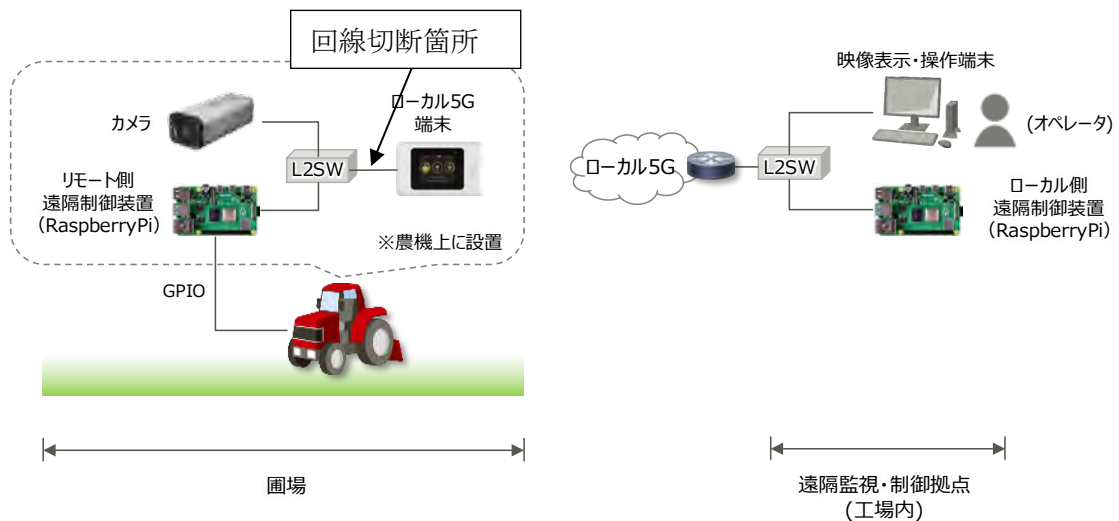 回線切断箇所
カメラ
ローカル5G
端末
L2SW
リモート側
遠隔制御装置
(RaspberryPi)
※農機上に設置
GPIO
圃場
映像表示・操作端末
(オペレータ)
ローカル5G
L2SW
ローカル側
遠隔制御装置
(RaspberryPi)
遠隔監視・制御拠点
(工場内)